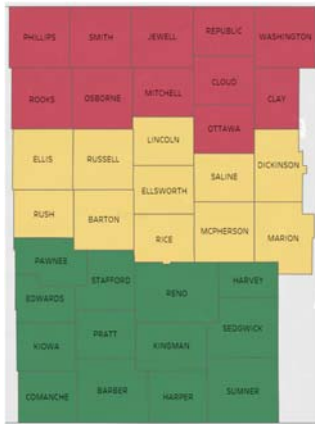 PHILLIPS SMITH JEWELL REPUBLIC WASHINGTON
ROOKS OSBORNE MITCHELL CLOUD CLAY
OTTAWA
ELLIS RUSSELL LINCOLN SALINE DICKINSON
ELLSWORTH
RUSH BARTON RICE MCPHERSON MARION
PAWNEE STAFFORD RENO HARVEY
EDWARDS
KIOWA PRATT KINGMAN SEDGWICK
COMANCHE BARBER HARPER SUMNER